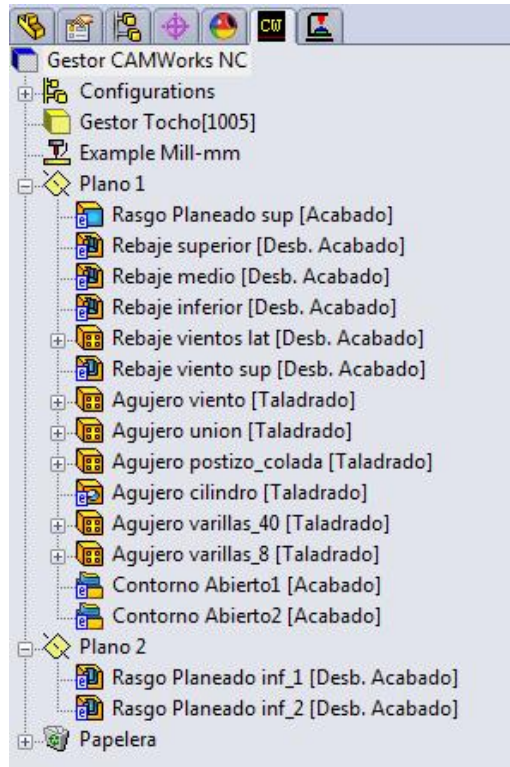 CW
Gestor CAMWorks NC
Configurations
Gestor Tocho[1005]
Example Mill-mm
Plano 1
Rasgo Planeado sup [Acabado]
Rebaje superior [Desb. Acabado]
Rebaje medio [Desb. Acabado]
Rebaje inferior [Desb. Acabado]
Rebaje vientos lat [Desb. Acabado]
Rebaje viento sup [Desb. Acabado]
Agujero viento [Taladrado]
Agujero union [Taladrado]
Agujero postizo_colada [Taladrado]
Agujero cilindro [Taladrado]
Agujero varillas_40 [Taladrado]
Agujero varillas_8 [Taladrado]
Contorno Abierto1 [Acabado]
Contorno Abierto2 [Acabado]
Plano 2
Rasgo Planeado inf_1 [Desb. Acabado]
Rasgo Planeado inf_2 [Desb. Acabado]
Papelera